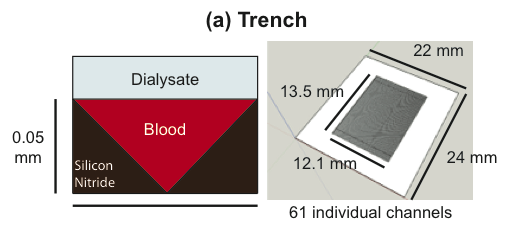 (a) Trench
Dialysate
Blood
0.05
mm
Silicon
Nitride
22 mm
13.5 mm
12.1 mm
24 mm
61 individual channels